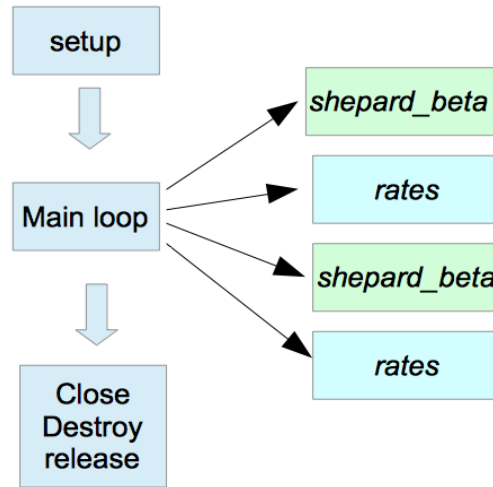 setup
Main loop
Close
Destroy
release
shepard_beta
rates
shepard_beta
rates